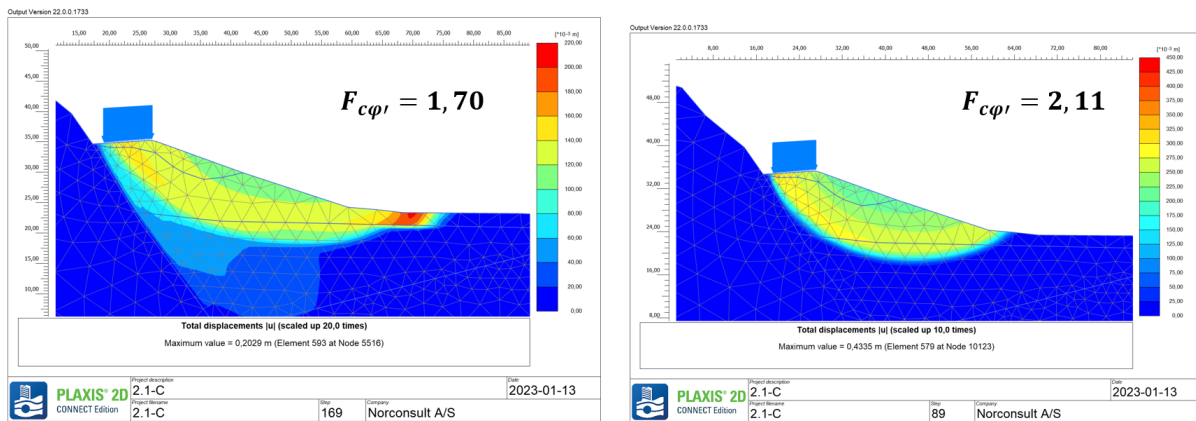 Output Version 22.0.0.1733
15,00 20,00 25,00 30,00 35,00 40,00 45,00 50,00 55,00 60,00 65,00 70,00 75,00 80,00 85,00
[*10⁻³ m]
50,00
45,00
40,00
35,00
30,00
25,00
20,00
15,00
10,00
220,00
200,00
180,00
160,00
140,00
120,00
100,00
80,00
60,00
40,00
20,00
0,00
F_cφ′ = 1,70
Total displacements |u| (scaled up 20,0 times)
Maximum value = 0,2029 m (Element 593 at Node 5516)
PLAXIS® 2D
CONNECT Edition
Project description
2.1-C
Date
2023-01-13
Project filename
2.1-C
Step
169
Company
Norconsult A/S
Output Version 22.0.0.1733
8,00 16,00 24,00 32,00 40,00 48,00 56,00 64,00 72,00 80,00
[*10⁻³ m]
48,00
40,00
32,00
24,00
16,00
8,00
450,00
425,00
400,00
375,00
350,00
325,00
300,00
275,00
250,00
225,00
200,00
175,00
150,00
125,00
100,00
75,00
50,00
25,00
0,00
F_cφ′ = 2,11
Total displacements |u| (scaled up 10,0 times)
Maximum value = 0,4335 m (Element 579 at Node 10123)
PLAXIS® 2D
CONNECT Edition
Project description
2.1-C
Date
2023-01-13
Project filename
2.1-C
Step
89
Company
Norconsult A/S